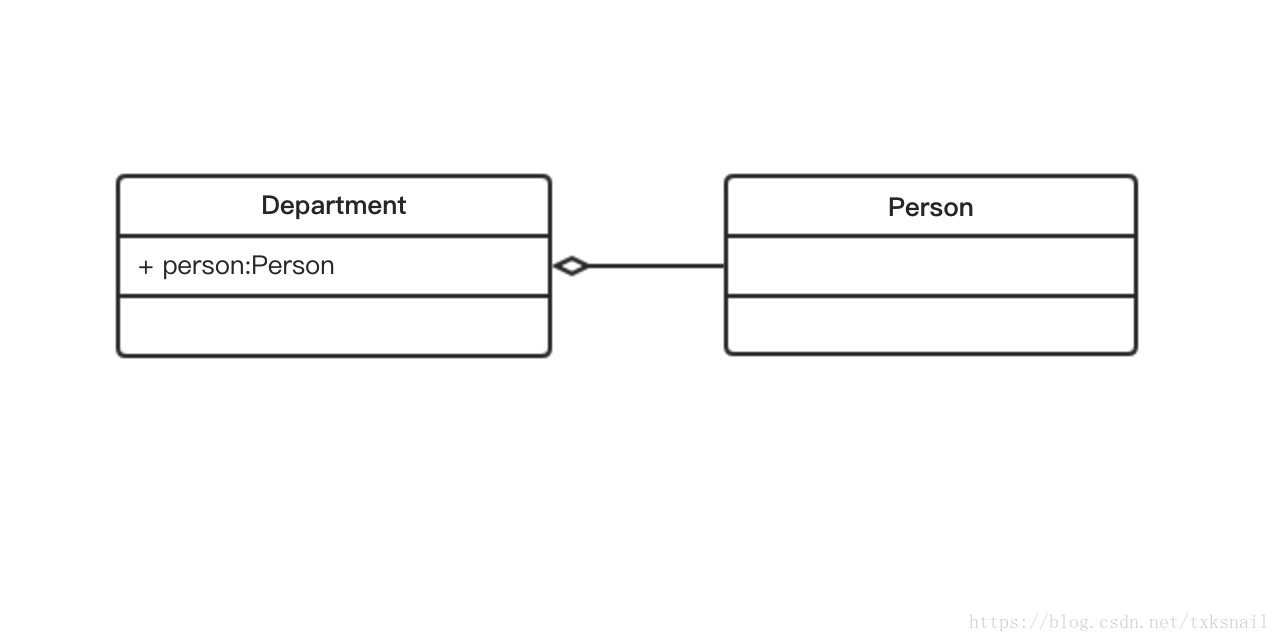 Department
Person
+ person:Person
https://blog.csdn.net/txksnail